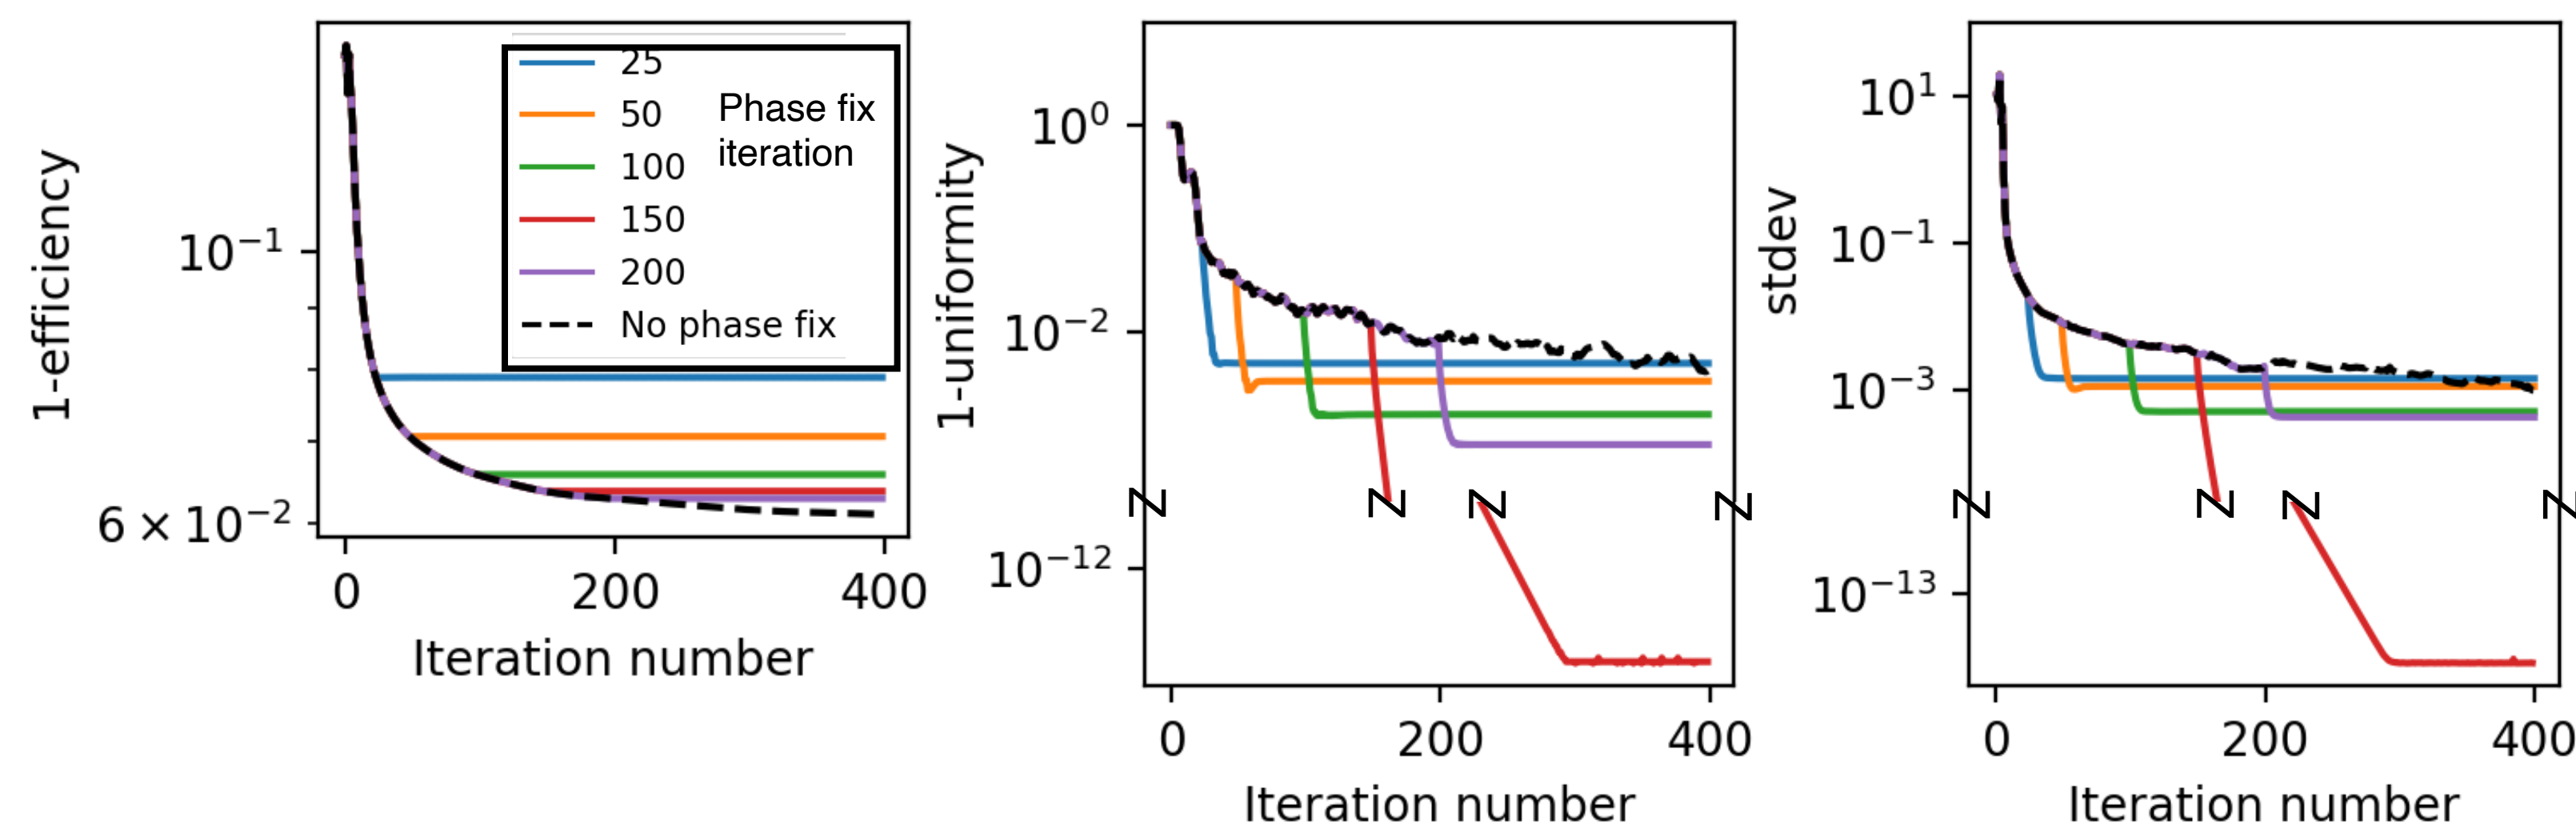 1-efficiency
10⁻¹
6 × 10⁻²
0 200 400
Iteration number
25
50
100
150
200
No phase fix
Phase fix
iteration
1-uniformity
10⁰
10⁻²
10⁻¹²
0 200 400
Iteration number
stdev
10¹
10⁻¹
10⁻³
10⁻¹³
0 200 400
Iteration number